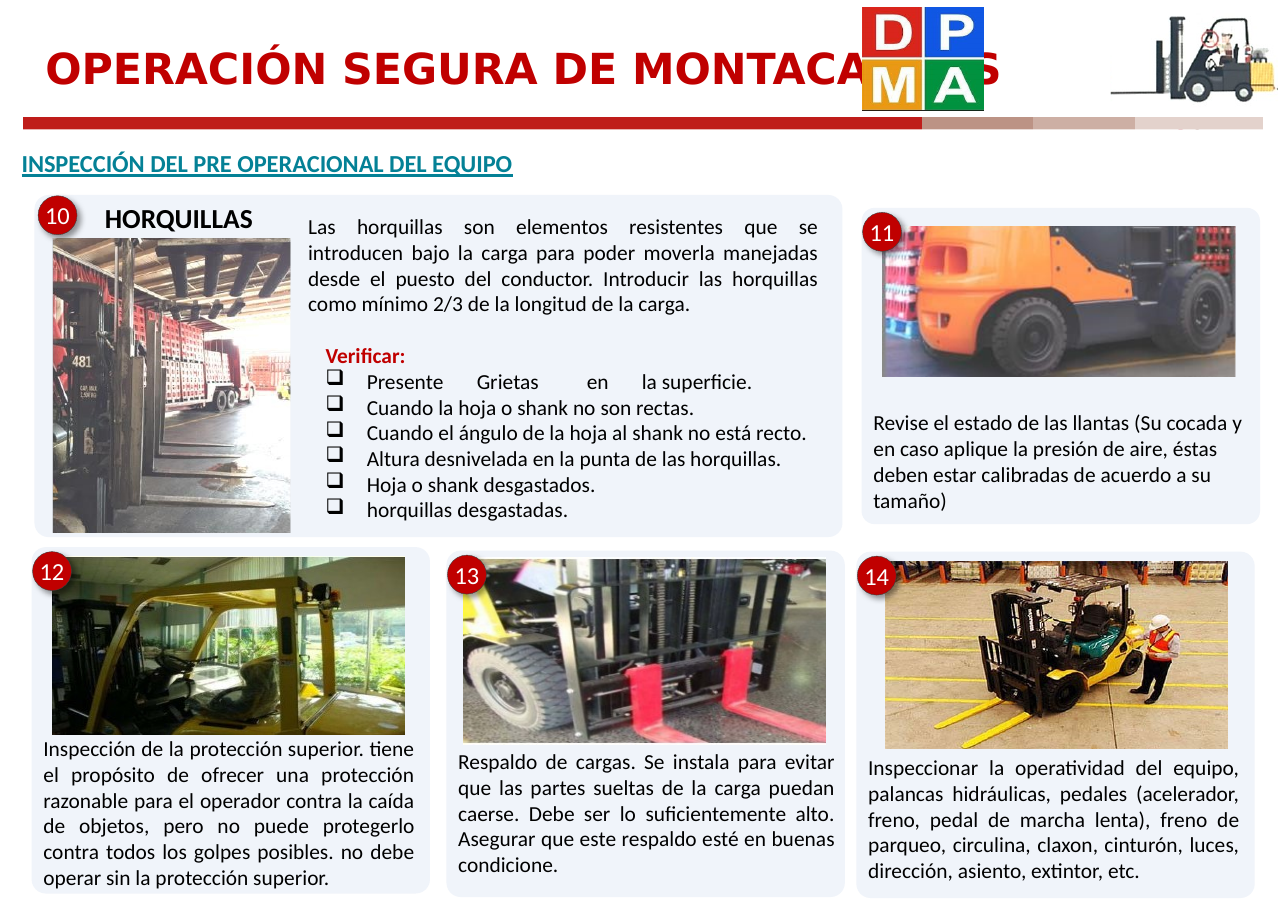 OPERACIÓN SEGURA DE MONTACA S
D P
M A
INSPECCIÓN DEL PRE OPERACIONAL DEL EQUIPO
10
HORQUILLAS
481
Las horquillas son elementos resistentes que se
introducen bajo la carga para poder moverla manejadas
desde el puesto del conductor. Introducir las horquillas
como mínimo 2/3 de la longitud de la carga.
Verificar:
❑ Presente Grietas en la superficie.
❑ Cuando la hoja o shank no son rectas.
❑ Cuando el ángulo de la hoja al shank no está recto.
❑ Altura desnivelada en la punta de las horquillas.
❑ Hoja o shank desgastados.
❑ horquillas desgastadas.
11
Revise el estado de las llantas (Su cocada y
en caso aplique la presión de aire, éstas
deben estar calibradas de acuerdo a su
tamaño)
12
Inspección de la protección superior. tiene
el propósito de ofrecer una protección
razonable para el operador contra la caída
de objetos, pero no puede protegerlo
contra todos los golpes posibles. no debe
operar sin la protección superior.
13
Respaldo de cargas. Se instala para evitar
que las partes sueltas de la carga puedan
caerse. Debe ser lo suficientemente alto.
Asegurar que este respaldo esté en buenas
condicione.
14
Inspeccionar la operatividad del equipo,
palancas hidráulicas, pedales (acelerador,
freno, pedal de marcha lenta), freno de
parqueo, circulina, claxon, cinturón, luces,
dirección, asiento, extintor, etc.